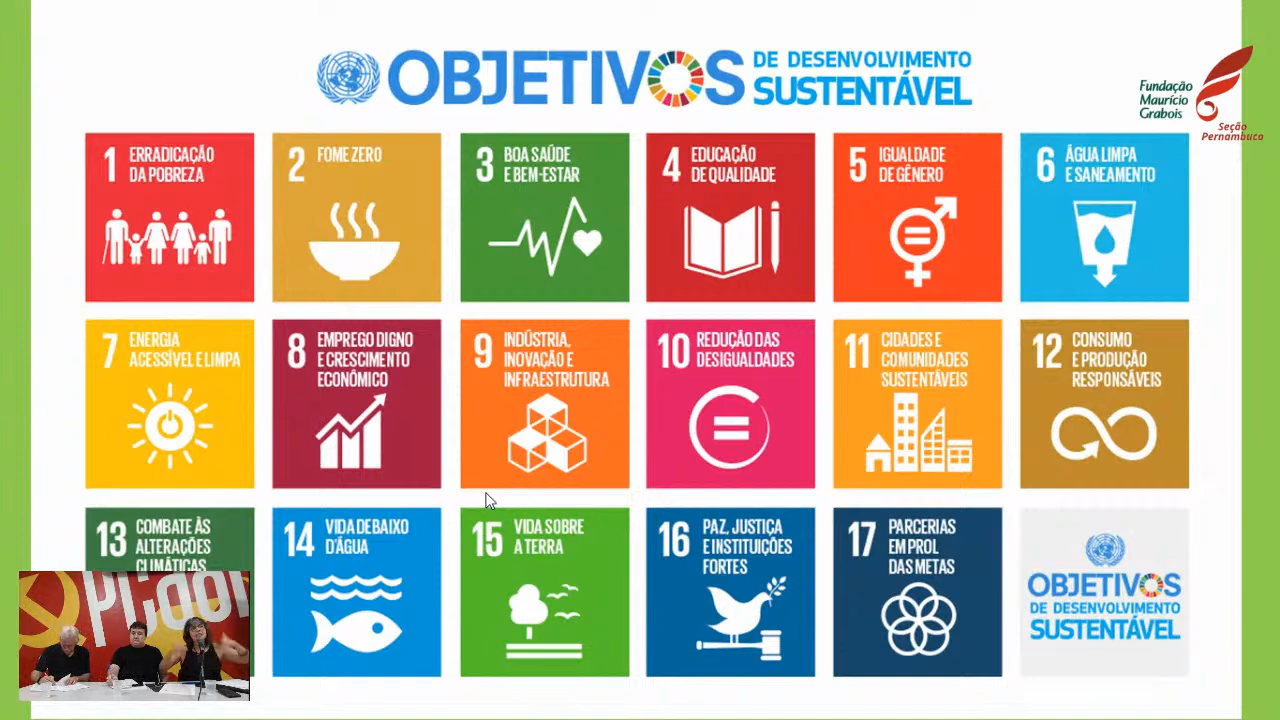 OBJETIVOS
DE DESENVOLVIMENTO
SUSTENTÁVEL
Fundação
Maurício
Grabois
Seção
Pernambuco
1 ERRADICAÇÃO
DA POBREZA
2 FOME ZERO
3 BOA SAÚDE
E BEM-ESTAR
4 EDUCAÇÃO
DE QUALIDADE
5 IGUALDADE
DE GÊNERO
6 ÁGUA LIMPA
E SANEAMENTO
7 ENERGIA
ACESSÍVEL E LIMPA
8 EMPREGO DIGNO
E CRESCIMENTO
ECONÔMICO
9 INDÚSTRIA,
INOVAÇÃO E
INFRAESTRUTURA
10 REDUÇÃO DAS
DESIGUALDADES
11 CIDADES E
COMUNIDADES
SUSTENTÁVEIS
12 CONSUMO
E PRODUÇÃO
RESPONSÁVEIS
13 COMBATE ÀS
ALTERAÇÕES
CLIMÁTICAS
14 VIDA DEBAIXO
D'ÁGUA
15 VIDA SOBRE
A TERRA
16 PAZ, JUSTIÇA
E INSTITUIÇÕES
FORTES
17 PARCERIAS
EM PROL
DAS METAS
OBJETIVOS
DE DESENVOLVIMENTO
SUSTENTÁVEL
PCdoB